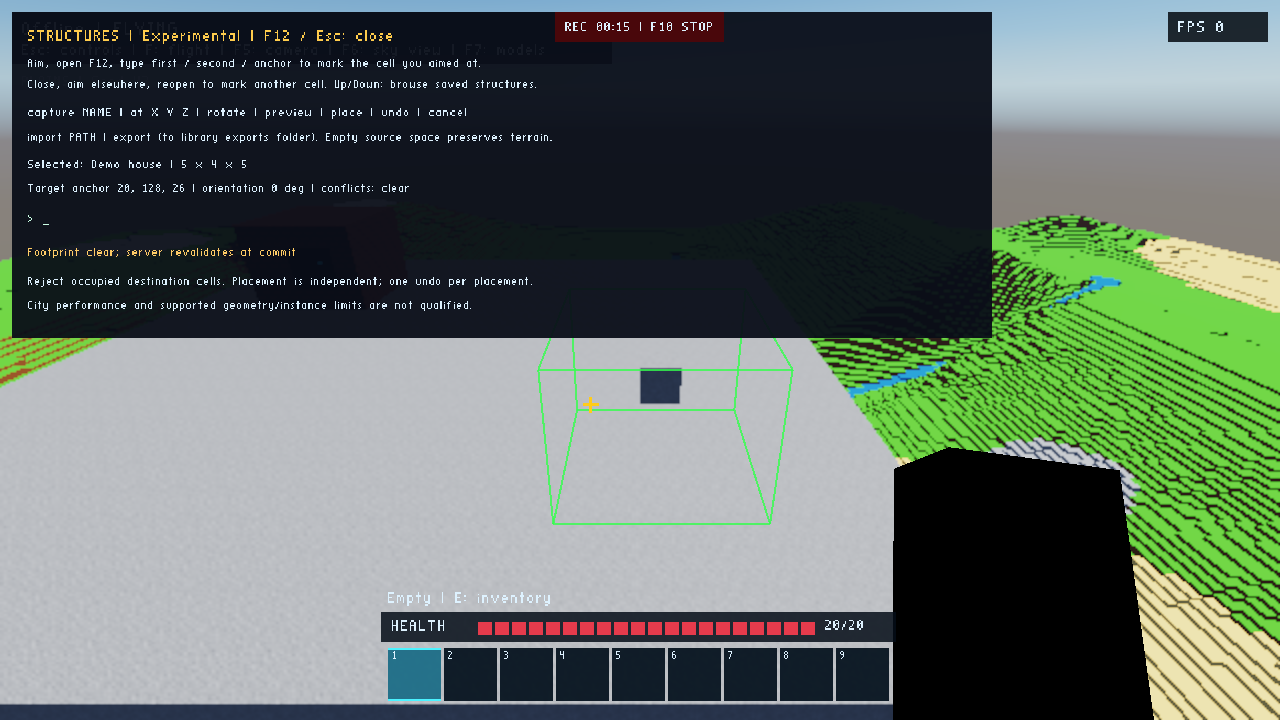 STRUCTURES | Experimental | F12 / Esc: close
REC 00:15 | F10 STOP
FPS 0
Aim, open F12, type first / second / anchor to mark the cell you aimed at.
Close, aim elsewhere, reopen to mark another cell. Up/Down: browse saved structures.
capture NAME | at X Y Z | rotate | preview | place | undo | cancel
import PATH | export (to library exports folder). Empty source space preserves terrain.
Selected: Demo house | 5 x 4 x 5
Target anchor 20, 128, 26 | orientation 0 deg | conflicts: clear
> _
Footprint clear; server revalidates at commit
Reject occupied destination cells. Placement is independent; one undo per placement.
City performance and supported geometry/instance limits are not qualified.
Empty | E: inventory
HEALTH 20/20
1 2 3 4 5 6 7 8 9